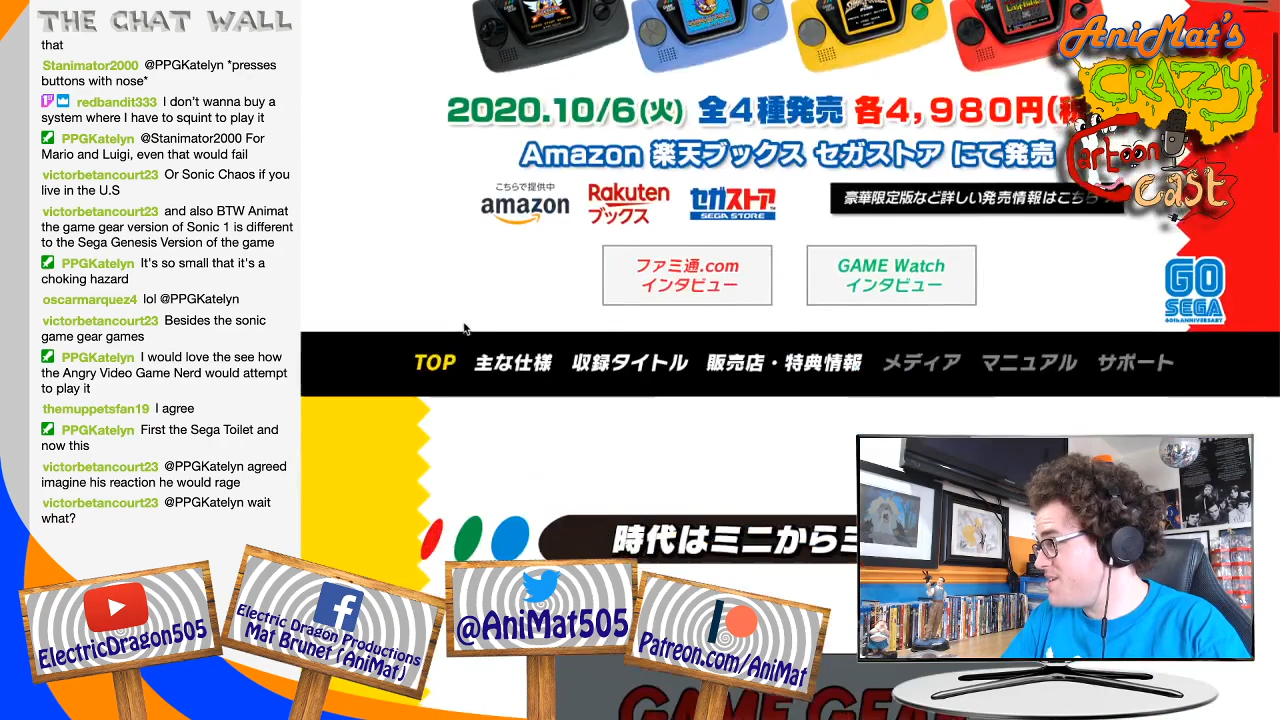 THE CHAT WALL
that
Stanimator2000 @PPGKatelyn *presses
buttons with nose*
redbandit333 I don't wanna buy a
system where I have to squint to play it
PPGKatelyn @Stanimator2000 For
Mario and Luigi, even that would fail
victorbetancourt23 Or Sonic Chaos if you
live in the U.S
victorbetancourt23 and also BTW Animat
the game gear version of Sonic 1 is different
to the Sega Genesis Version of the game
PPGKatelyn It's so small that it's a
choking hazard
oscarmarquez4 lol @PPGKatelyn
victorbetancourt23 Besides the sonic
game gear games
PPGKatelyn I would love the see how
the Angry Video Game Nerd would attempt
to play it
themuppetsfan19 I agree
PPGKatelyn First the Sega Toilet and
now this
victorbetancourt23 @PPGKatelyn agreed
imagine his reaction he would rage
victorbetancourt23 @PPGKatelyn wait
what?
AniMat's
CRAZY
Cartoon
Cast
2020.10/6(火) 全4種発売 各4,980円(税
Amazon 楽天ブックス セガストア にて発売
こちらで提供中
amazon
Rakuten
ブックス
セガストア
SEGA STORE
豪華限定版など詳しい発売情報はこちら
ファミ通.com
インタビュー
GAME Watch
インタビュー
GO
SEGA
60th ANNIVERSARY
TOP 主な仕様 収録タイトル 販売店・特典情報 メディア マニュアル サポート
時代はミニからミ
GAME GEAR
ElectricDragon505
Electric Dragon Productions
Mat Brunet (AniMat)
@AniMat505
Patreon.com/AniMat